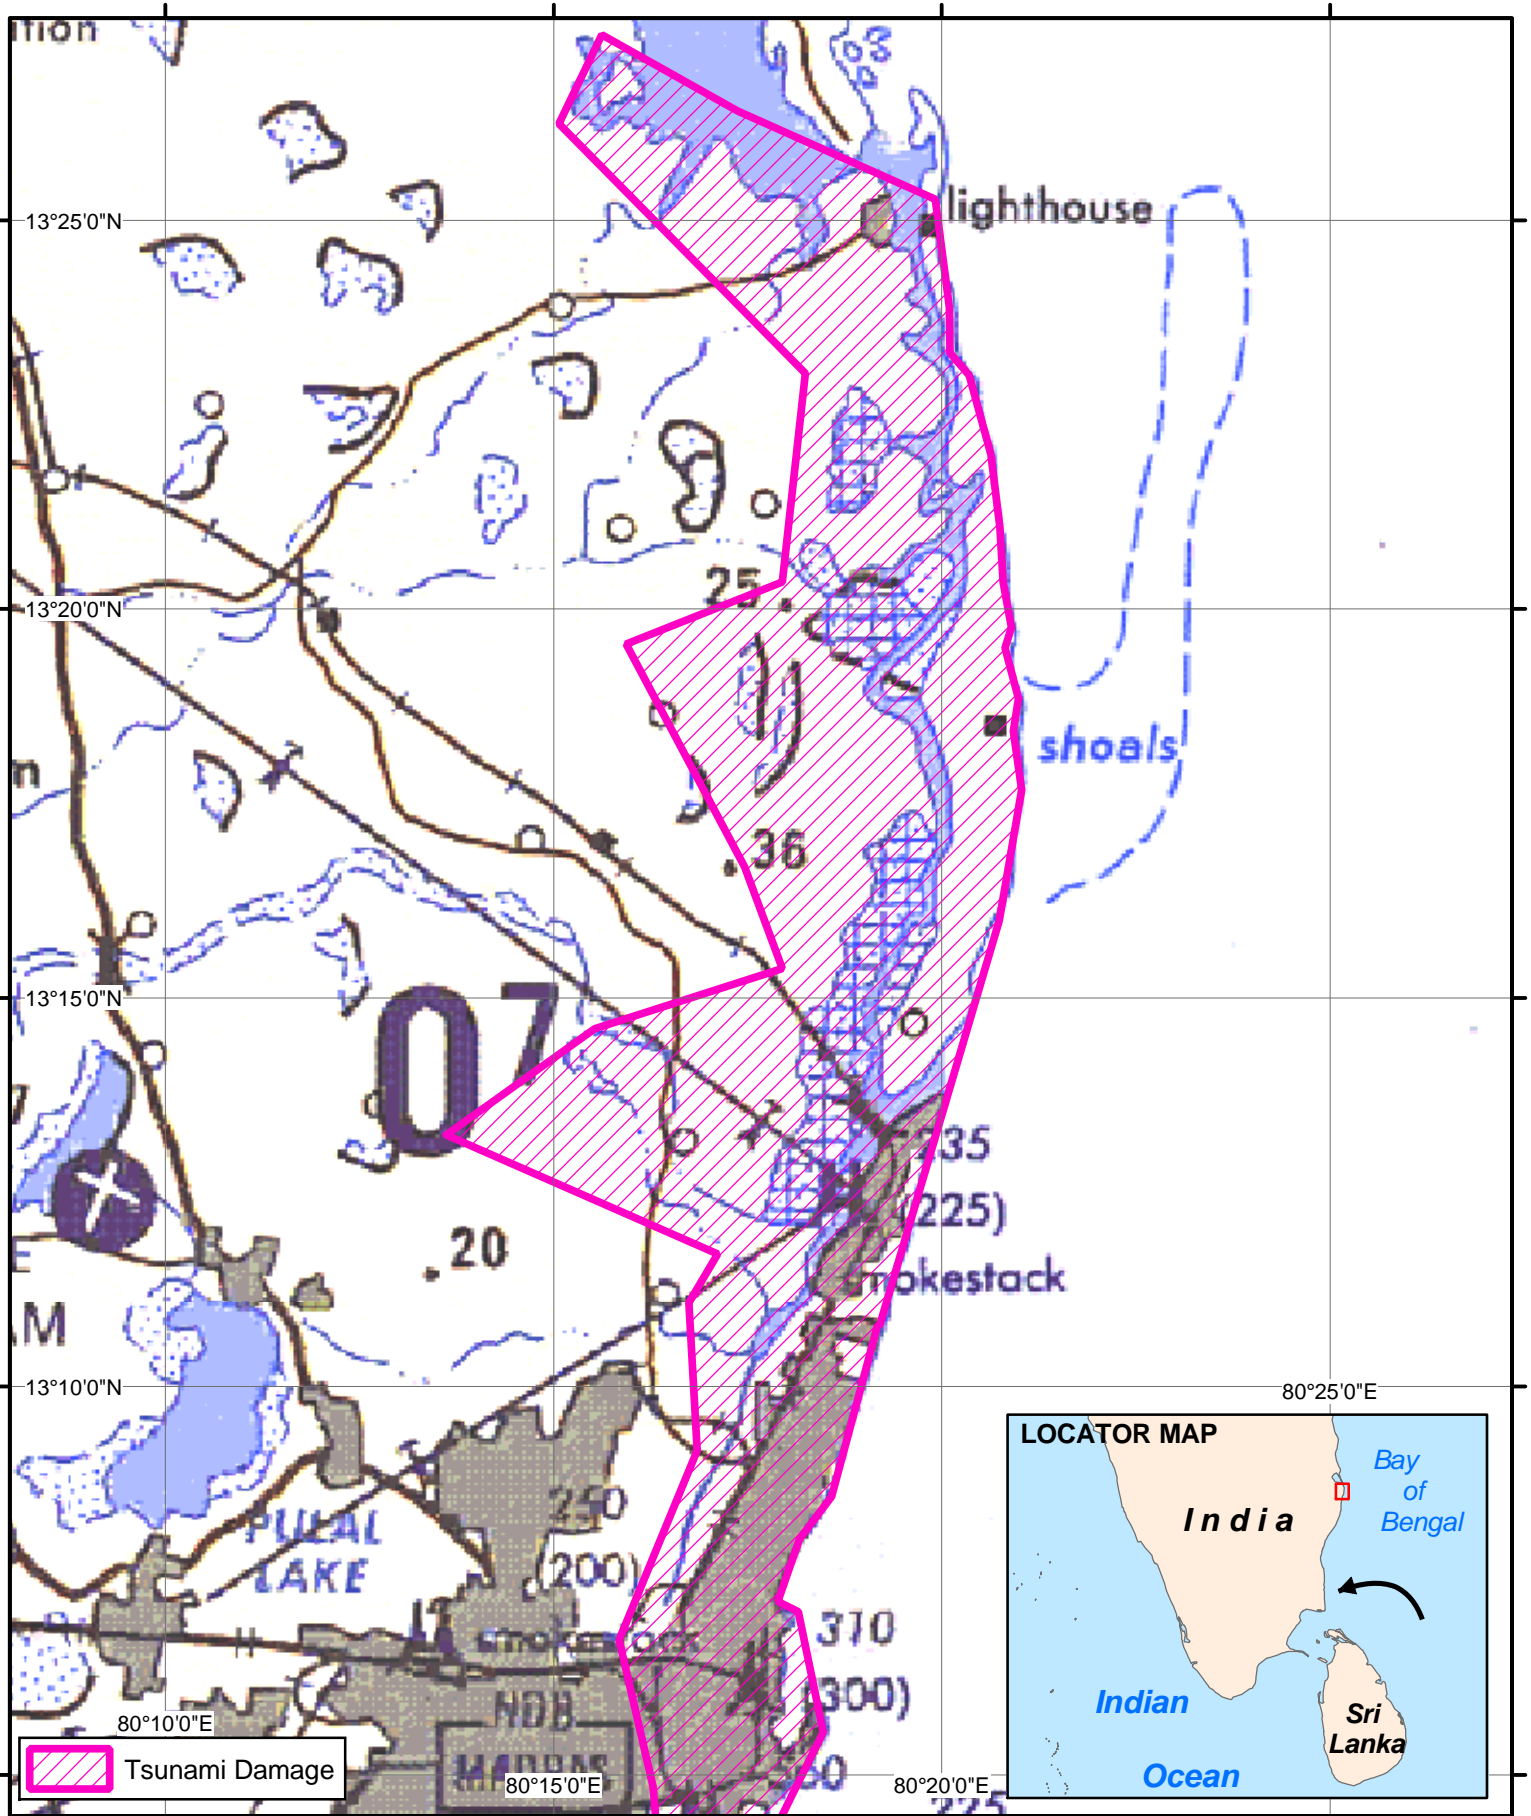 lighthouse
13°25'0"N
25
13°20'0"N
shoals
36
13°15'0"N
07
235
(225)
20
smokestack
M
13°10'0"N
80°25'0"E
LOCATOR MAP
Bay
of
Bengal
India
250
PULAL
LAKE
(200)
310
smokestack
(300)
NDB
80°10'0"E
Indian
Sri
Lanka
Tsunami Damage
MADRAS
80°15'0"E
80°20'0"E
Ocean
225